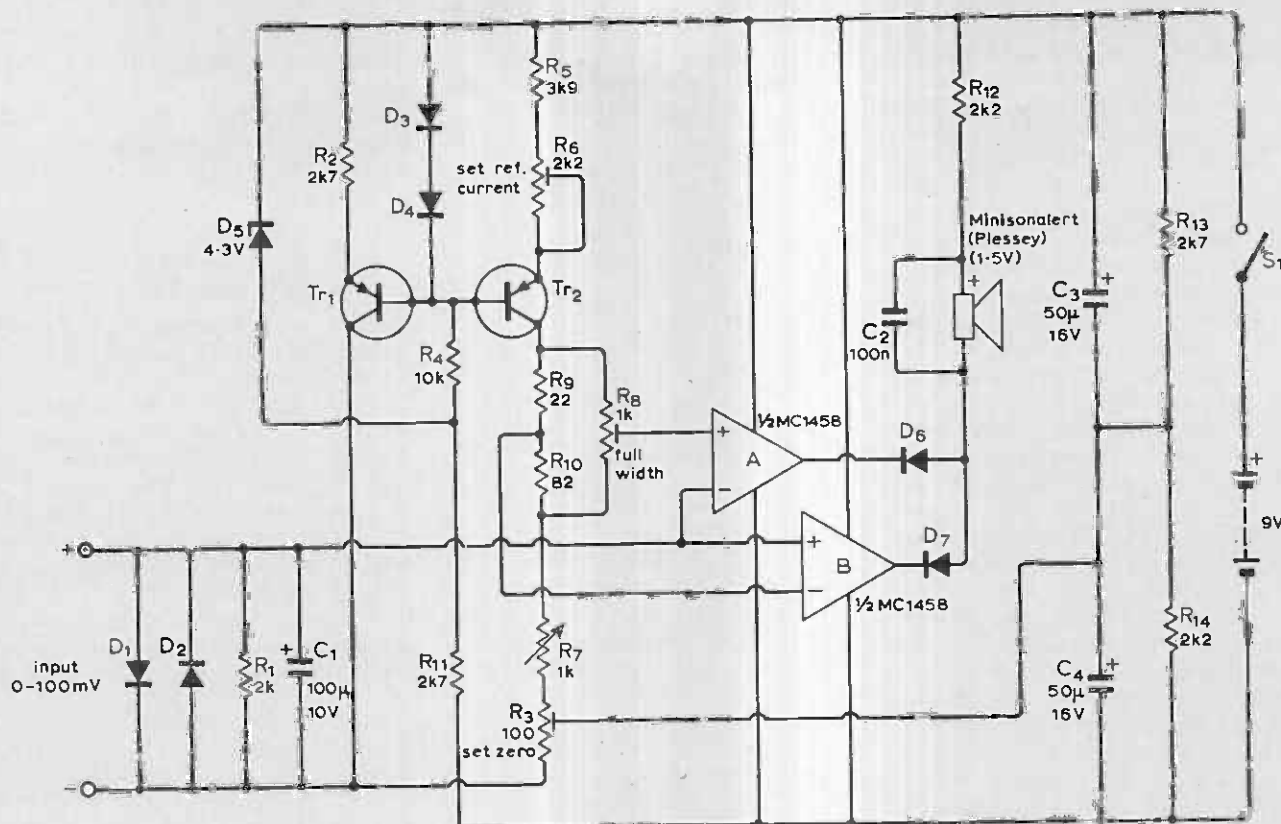 R5
3k9
R12
2k2
D3
R2
2k7
R6
2k2
set ref.
current
D4
D5
4·3V
Minisonalert
(Plessey)
(1·5V)
+
R13
2k7
S1
Tr1
Tr2
C2
100n
C3
+
50µ
16V
R4
10k
R9
22
R8
1k
full
width
½MC1458
+
A
−
D6
R10
82
+
9V
+
+
B
−
D7
½MC1458
input
0-100mV
D1
D2
R1
2k
+
C1
100µ
10V
R11
2k7
R7
1k
R14
2k2
R3
100
set zero
C4
+
50µ
16V
−